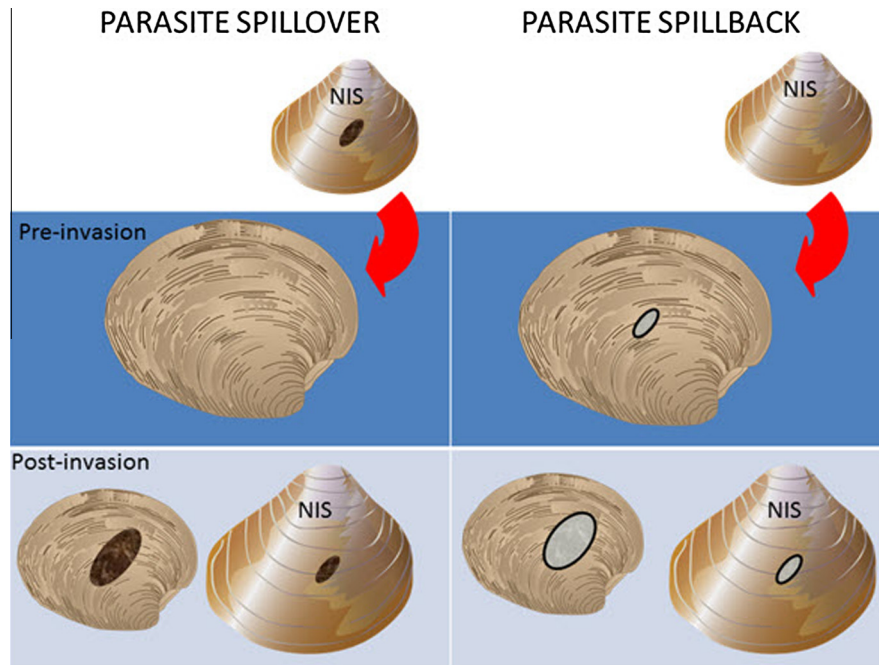 PARASITE SPILLOVER
PARASITE SPILLBACK
NIS
NIS
Pre-invasion
Post-invasion
NIS
NIS